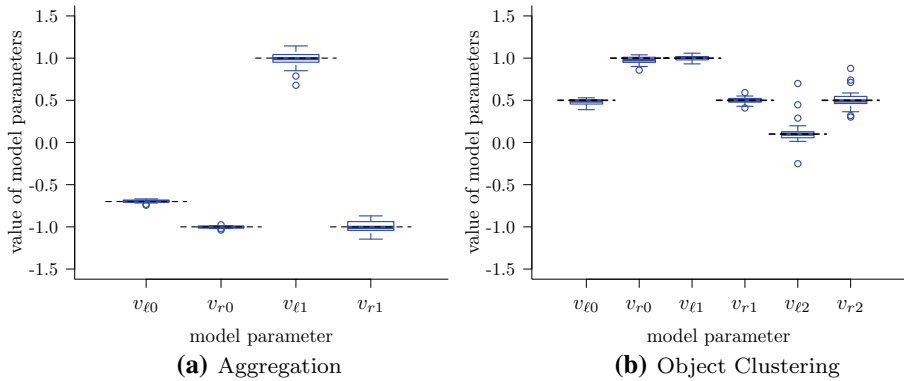 1.5
1.0
0.5
0.0
-0.5
-1.0
-1.5
value of model parameters
vℓ0 vr0 vℓ1 vr1
model parameter
(a) Aggregation
1.5
1.0
0.5
0.0
-0.5
-1.0
-1.5
value of model parameters
vℓ0 vr0 vℓ1 vr1 vℓ2 vr2
model parameter
(b) Object Clustering